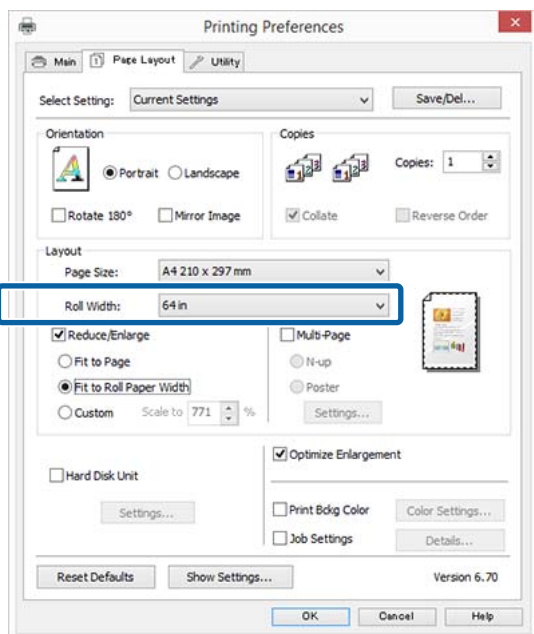 Printing Preferences
Main Page Layout Utility
Select Setting: Current Settings Save/Del...
Orientation Copies
Portrait Landscape Copies: 1
Rotate 180° Mirror Image Collate Reverse Order
Layout
Page Size: A4 210 x 297 mm
Roll Width: 64 in
Reduce/Enlarge Multi-Page
Fit to Page N-up
Fit to Roll Paper Width Poster
Custom Scale to 771 % Settings...
Optimize Enlargement
Hard Disk Unit
Settings... Print Bckg Color Color Settings...
Job Settings Details...
Reset Defaults Show Settings... Version 6.70
OK Cancel Help